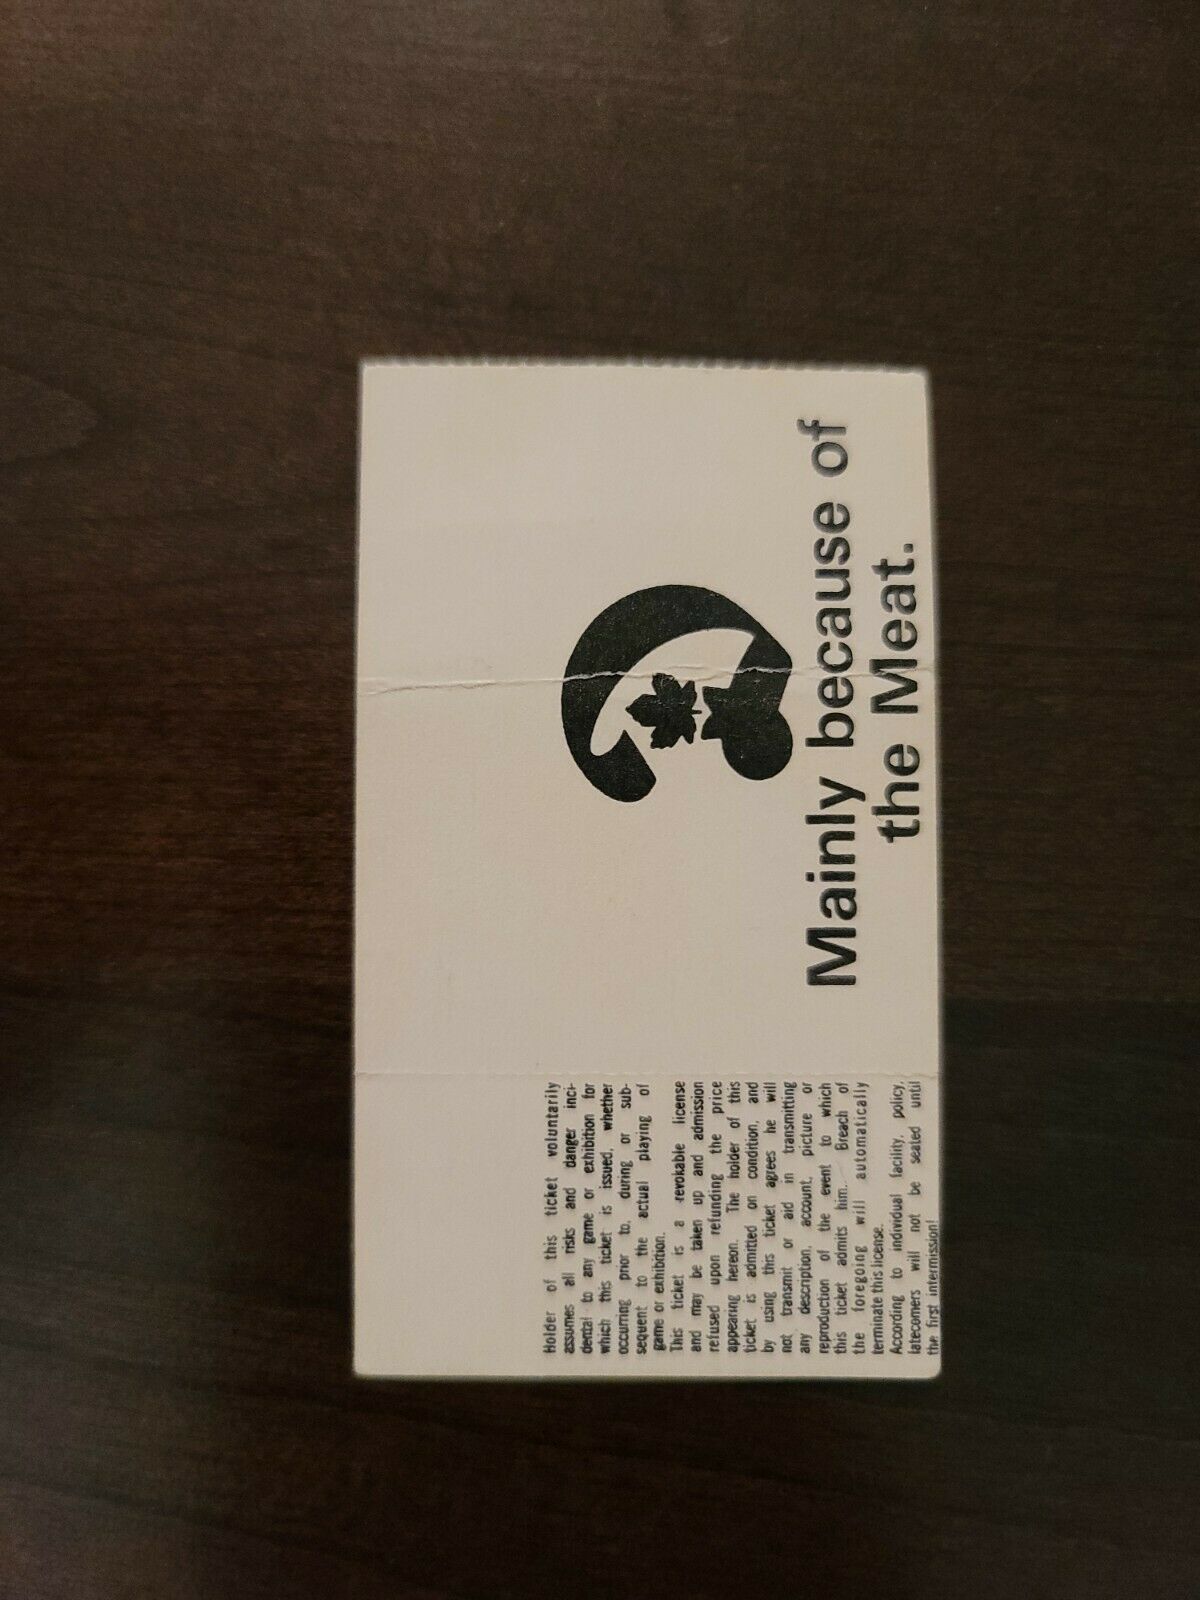 Holder of this ticket voluntarily
assumes all risks and danger inci-
dental to any game or exhibition for
which this ticket is issued, whether
occurring prior to, during or sub-
sequent to the actual playing of
game or exhibition.
This ticket is a revokable license
and may be taken up and admission
refused upon refunding the price
appearing hereon. The holder of this
ticket is admitted on condition, and
by using this ticket agrees he will
not transmit or aid in transmitting
any description, account, picture or
reproduction of the event to which
this ticket admits him. Breach of
the foregoing will automatically
terminate this license.
According to individual facility, policy,
latecomers will not be seated until
the first intermission!
Mainly because of
the Meat.